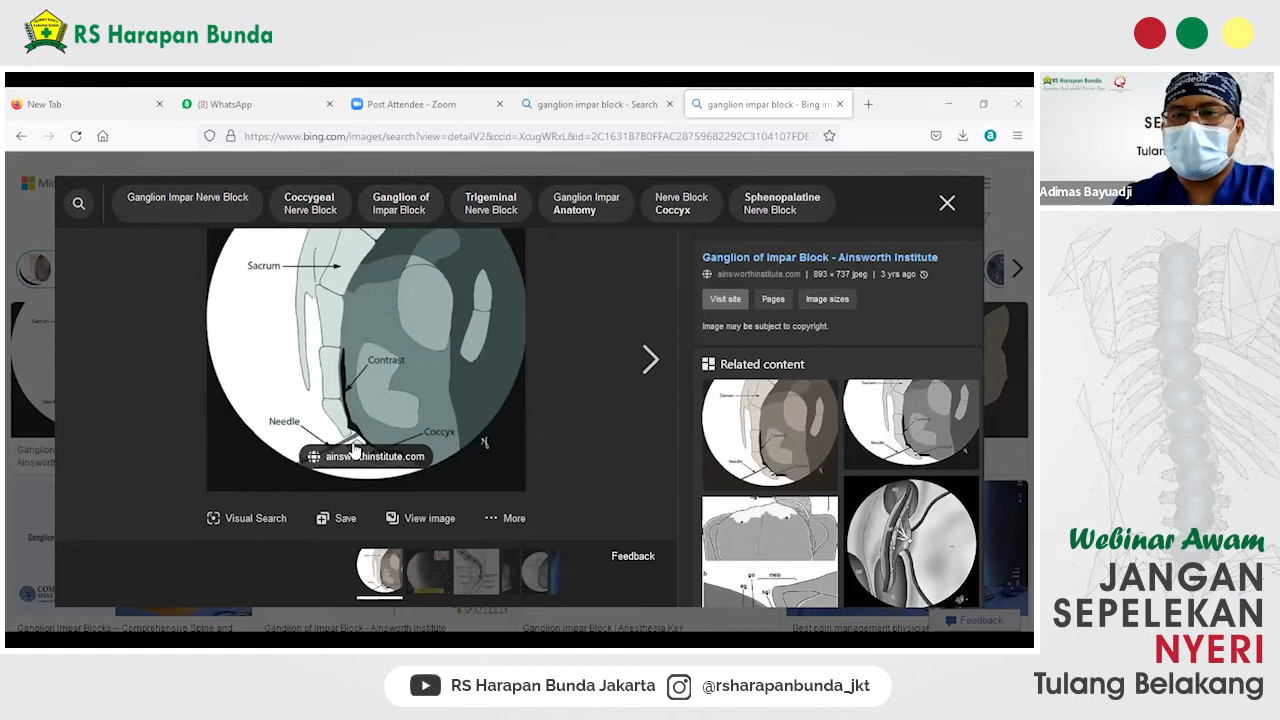 RS Harapan Bunda
New Tab
(8) WhatsApp
Post Attendee - Zoom
ganglion impar block - Search
ganglion impar block - Bing im
https://www.bing.com/images/search?view=detailV2&ccid=XcugWRxL&id=2C1631B7B0FFAC28759682292C3104107FDE
Ganglion Impar Nerve Block
Coccygeal
Nerve Block
Ganglion of
Impar Block
Trigeminal
Nerve Block
Ganglion Impar
Anatomy
Nerve Block
Coccyx
Sphenopalatine
Nerve Block
Sacrum
Contrast
Needle
Coccyx
ainsworthinstitute.com
Visual Search
Save
View image
More
Feedback
Ganglion of Impar Block - Ainsworth Institute
ainsworthinstitute.com | 893 × 737 jpeg | 3 yrs ago
Visit site
Pages
Image sizes
Image may be subject to copyright.
Related content
Feedback
Ganglion Impar Blocks – Comprehensive Spine and
Ganglion of Impar Block - Ainsworth Institute
Ganglion Impar Block | Anesthesia Key
Best pain management physician
RS Harapan Bunda
Adimas Bayuadji
Webinar Awam
JANGAN
SEPELEKAN
NYERI
Tulang Belakang
RS Harapan Bunda Jakarta
@rsharapanbunda_jkt